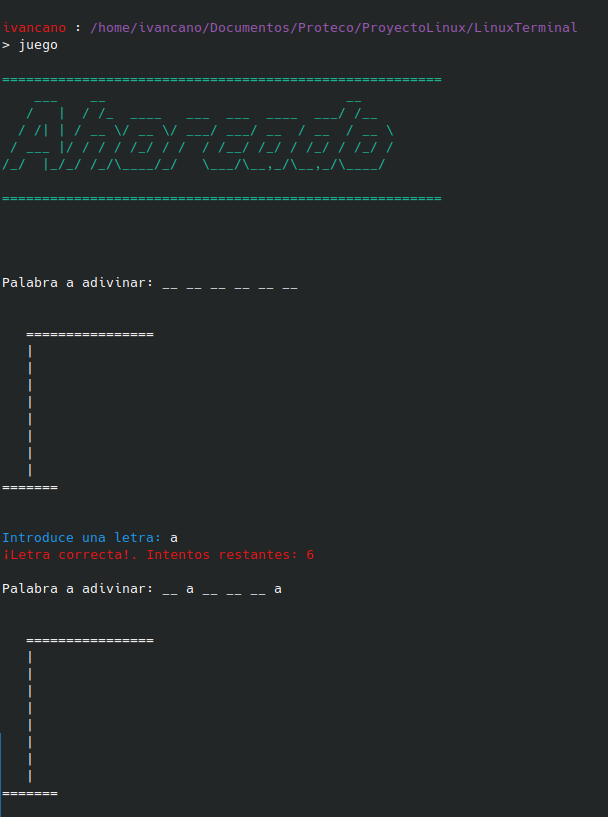 ivancano : /home/ivancano/Documentos/Proteco/ProyectoLinux/LinuxTerminal
> juego
Ahorcado
Palabra a adivinar: __ __ __ __ __ __
Introduce una letra: a
¡Letra correcta!. Intentos restantes: 6
Palabra a adivinar: __ a __ __ __ a